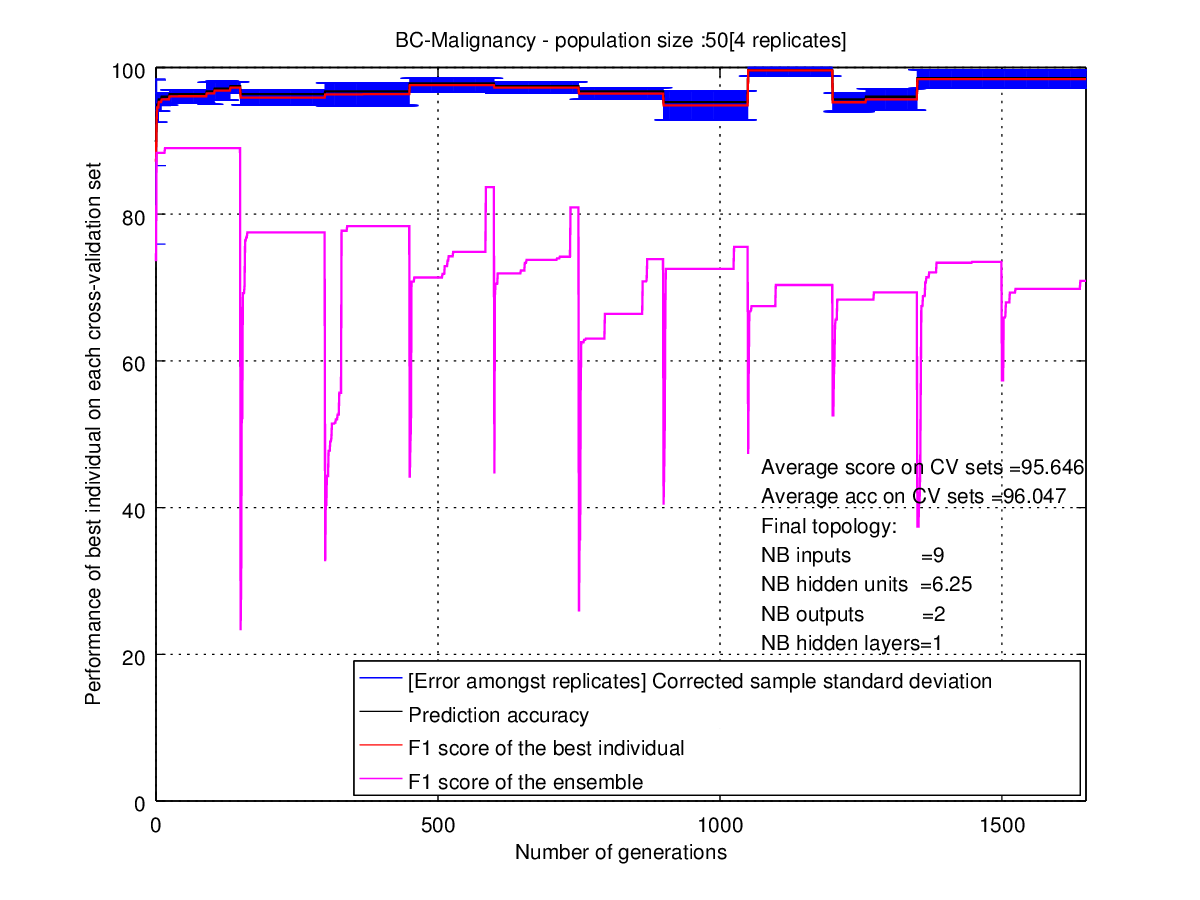 BC-Malignancy - population size :50[4 replicates]
Performance of best individual on each cross-validation set
100
80
60
40
20
0
Average score on CV sets =95.646
Average acc on CV sets =96.047
Final topology:
NB inputs =9
NB hidden units =6.25
NB outputs =2
NB hidden layers=1
[Error amongst replicates] Corrected sample standard deviation
Prediction accuracy
F1 score of the best individual
F1 score of the ensemble
0 500 1000 1500
Number of generations